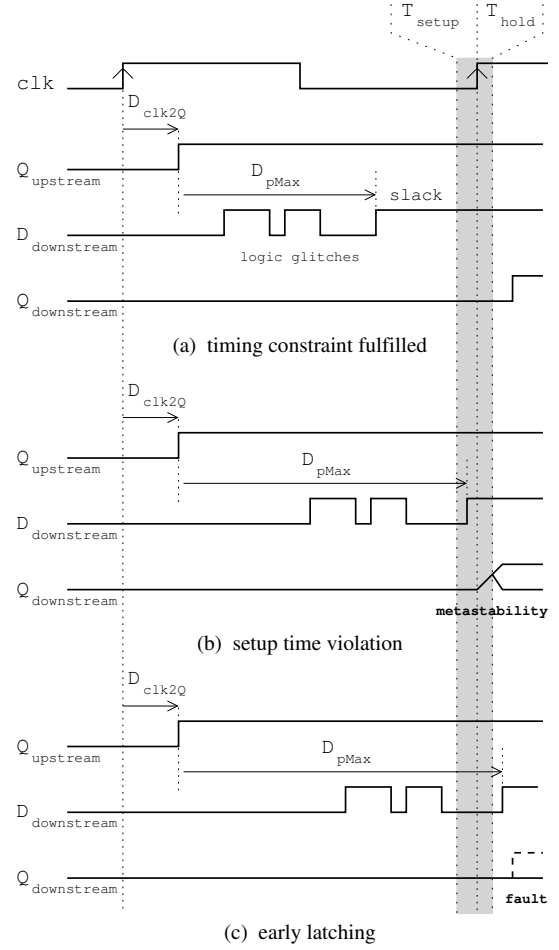 T setup T hold
clk
D clk2Q
Q upstream
D pMax
slack
D downstream
logic glitches
Q downstream
(a) timing constraint fulfilled
D clk2Q
Q upstream
D pMax
D downstream
Q downstream
metastability
(b) setup time violation
D clk2Q
Q upstream
D pMax
D downstream
Q downstream
fault
(c) early latching